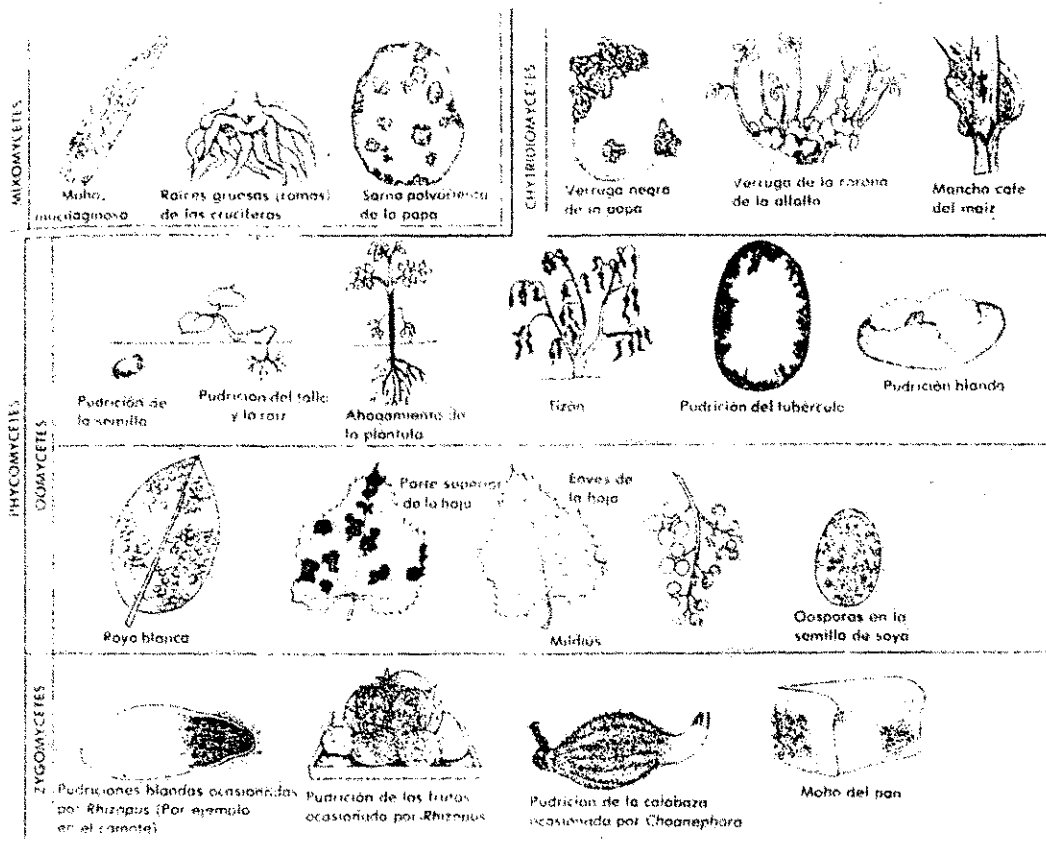 MIXOMYCETES
Moho
mucilaginoso
Raíces gruesas (ramas)
de las crucíferas
Sarna polvorienta
de la papa
CHYTRIDIOMYCETES
Verruga negra
de la papa
Verruga de la corona
de la alfalfa
Mancha café
del maíz
PHYCOMYCETES
OOMYCETES
Pudrición de
la semilla
Pudrición del tallo
y la raíz
Ahogamiento de
la plántula
Tizón
Pudrición del tubérculo
Pudrición blanda
Roya blanca
Parte superior
de la hoja
Enves de
la hoja
Mildiús
Oosporas en la
semilla de soya
ZYGOMYCETES
Pudriciones blandas ocasionadas
por Rhizopus (Por ejemplo
en el camote)
Pudrición de las frutas
ocasionada por Rhizopus
Pudrición de la calabaza
ocasionada por Choanephora
Moho del pan